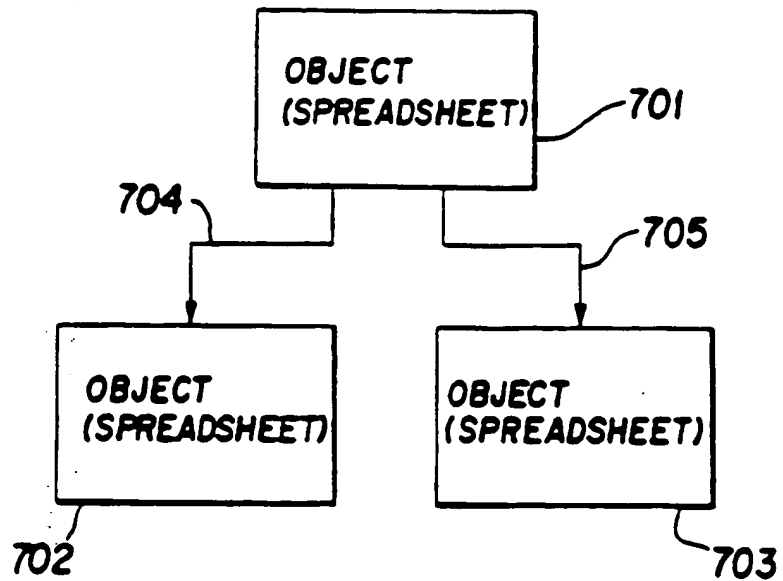 OBJECT
(SPREADSHEET)
701
704
705
OBJECT
(SPREADSHEET)
OBJECT
(SPREADSHEET)
702
703